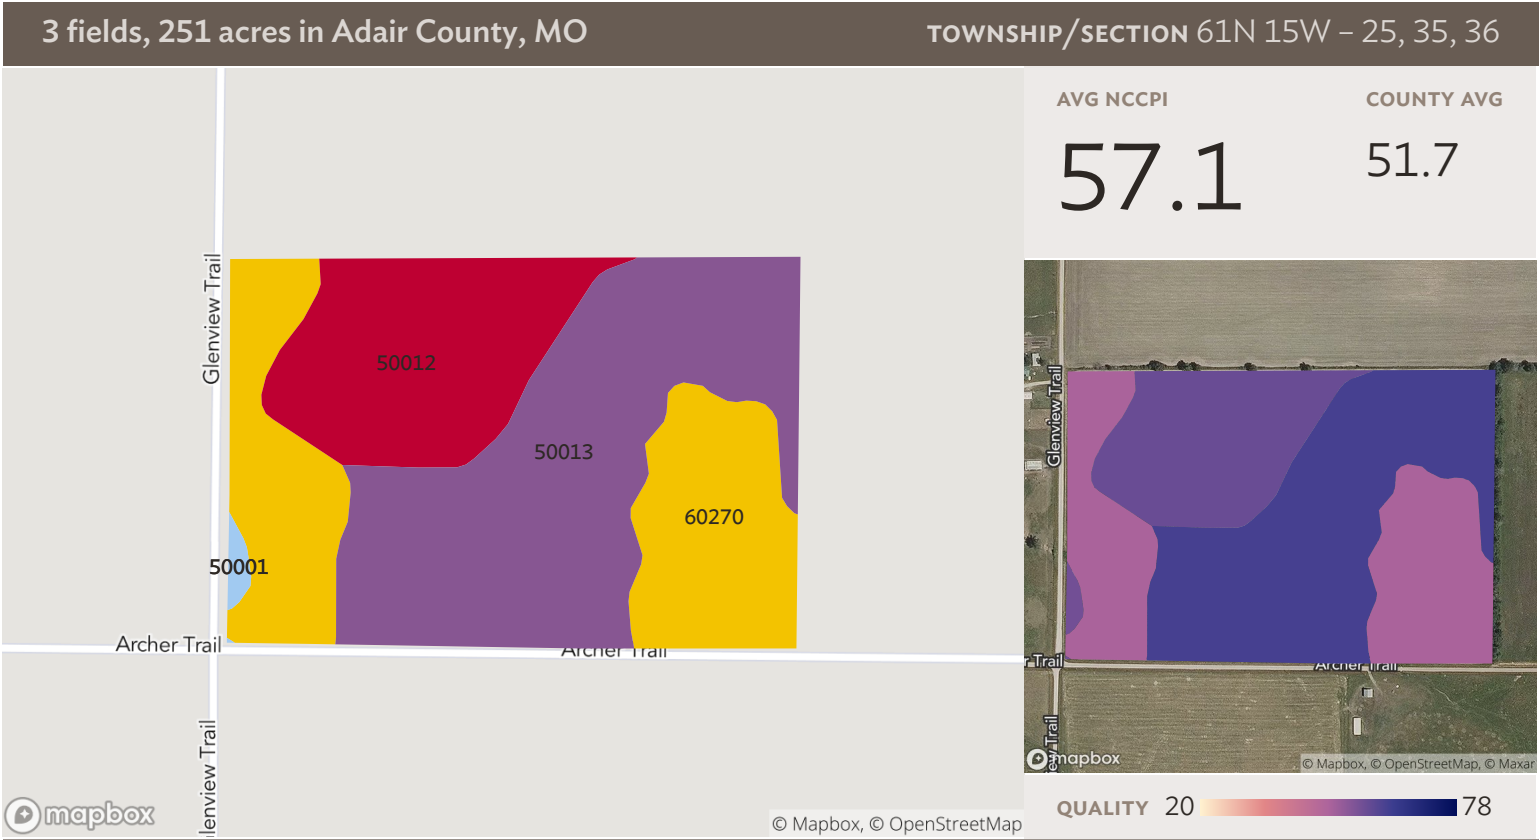 3 fields, 251 acres in Adair County, MO
TOWNSHIP/SECTION 61N 15W – 25, 35, 36
AVG NCCPI
COUNTY AVG
57.1
51.7
Glenview Trail
50012
50013
60270
50001
Archer Trail
Archer Trail
Glenview Trail
mapbox
© Mapbox, © OpenStreetMap
Glenview Trail
r Trail
Archer Trail
ew Trail
mapbox
© Mapbox, © OpenStreetMap, © Maxar
QUALITY 20 78